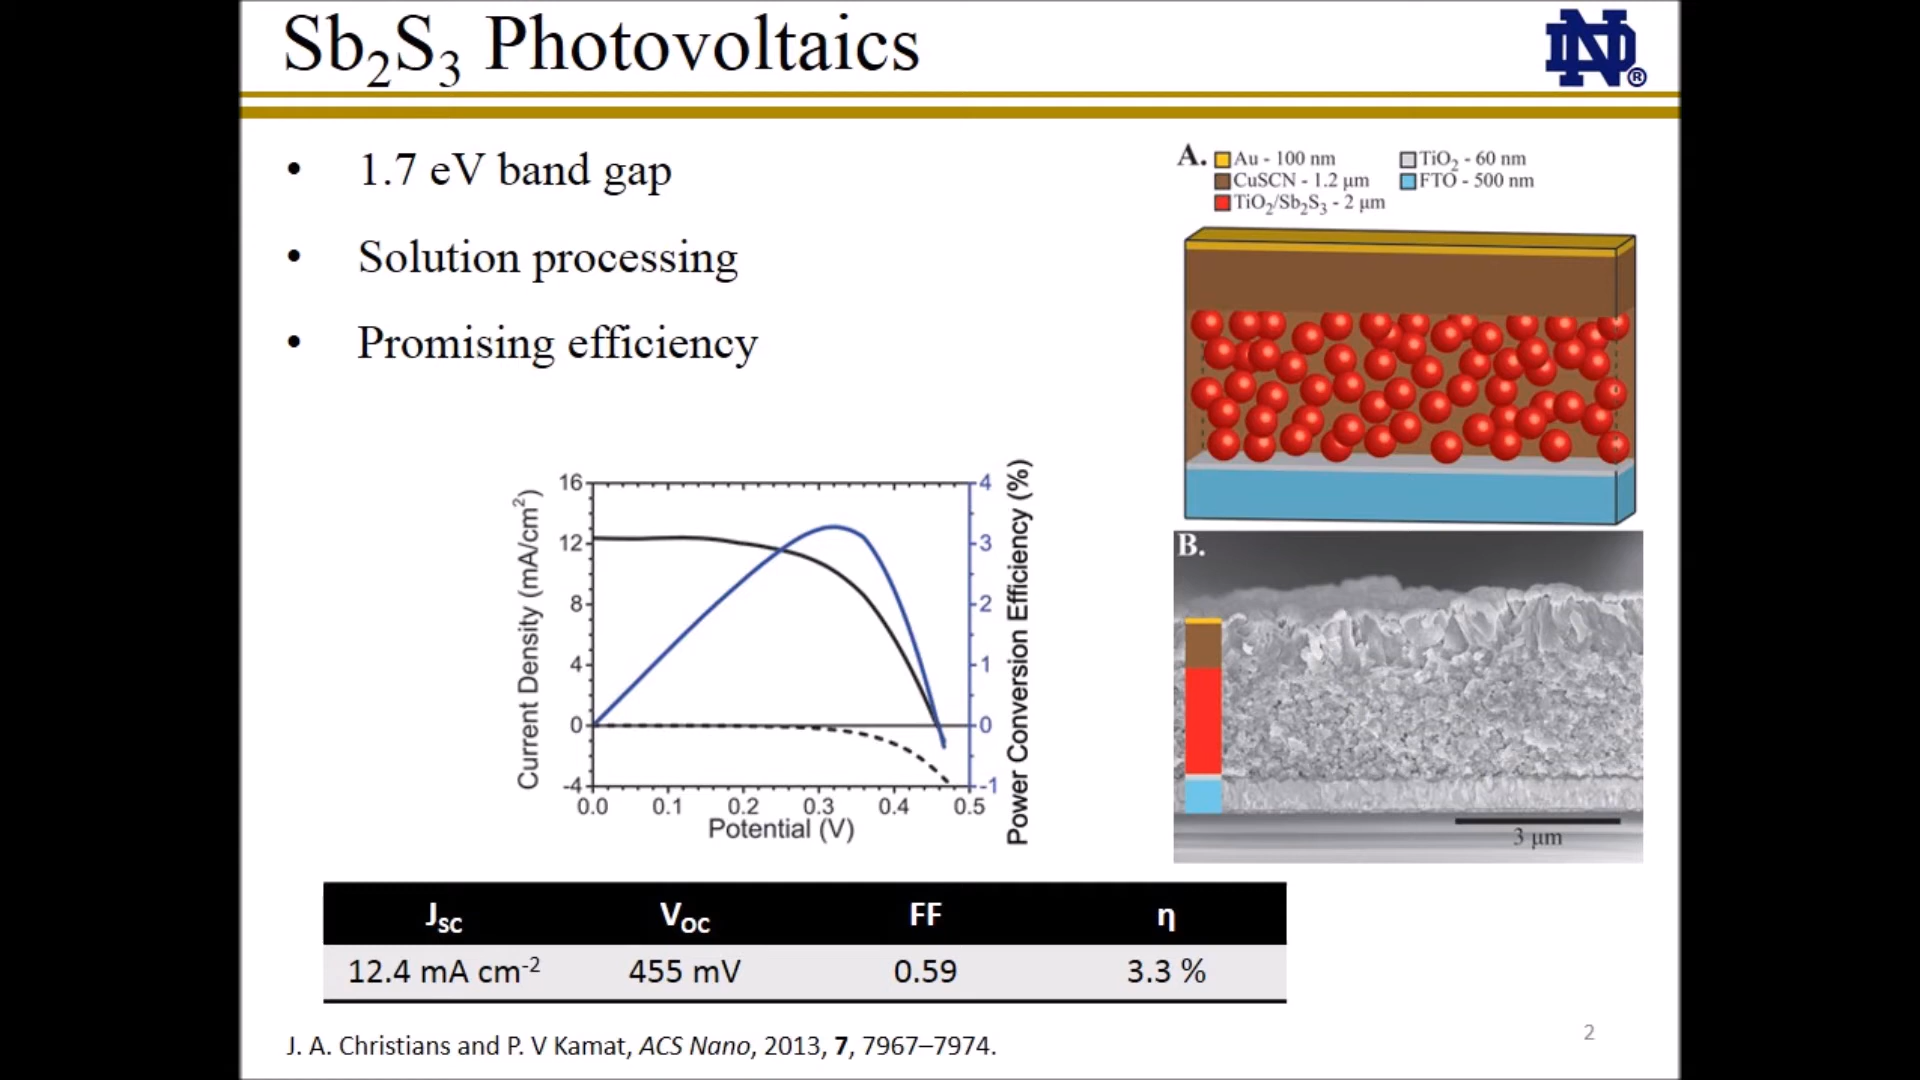 Sb₂S₃ Photovoltaics
ND®
• 1.7 eV band gap
• Solution processing
• Promising efficiency
A.
Au - 100 nm
TiO₂ - 60 nm
CuSCN - 1.2 µm
FTO - 500 nm
TiO₂/Sb₂S₃ - 2 µm
Current Density (mA/cm²)
16
12
8
4
0
-4
0.0 0.1 0.2 0.3 0.4 0.5
Potential (V)
4
3
2
1
0
-1
Power Conversion Efficiency (%)
B.
3 µm
J_SC V_OC FF η
12.4 mA cm⁻² 455 mV 0.59 3.3 %
J. A. Christians and P. V Kamat, ACS Nano, 2013, 7, 7967–7974.
2